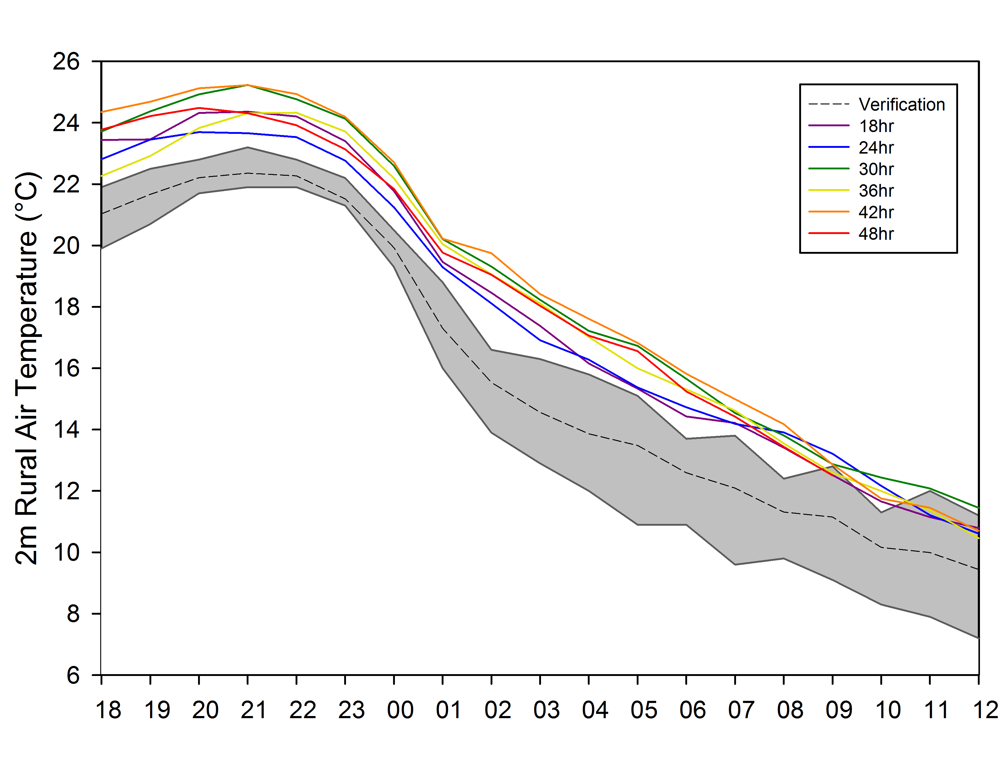 2m Rural Air Temperature (°C)
26
24
22
20
18
16
14
12
10
8
6
Verification
18hr
24hr
30hr
36hr
42hr
48hr
18 19 20 21 22 23 00 01 02 03 04 05 06 07 08 09 10 11 12